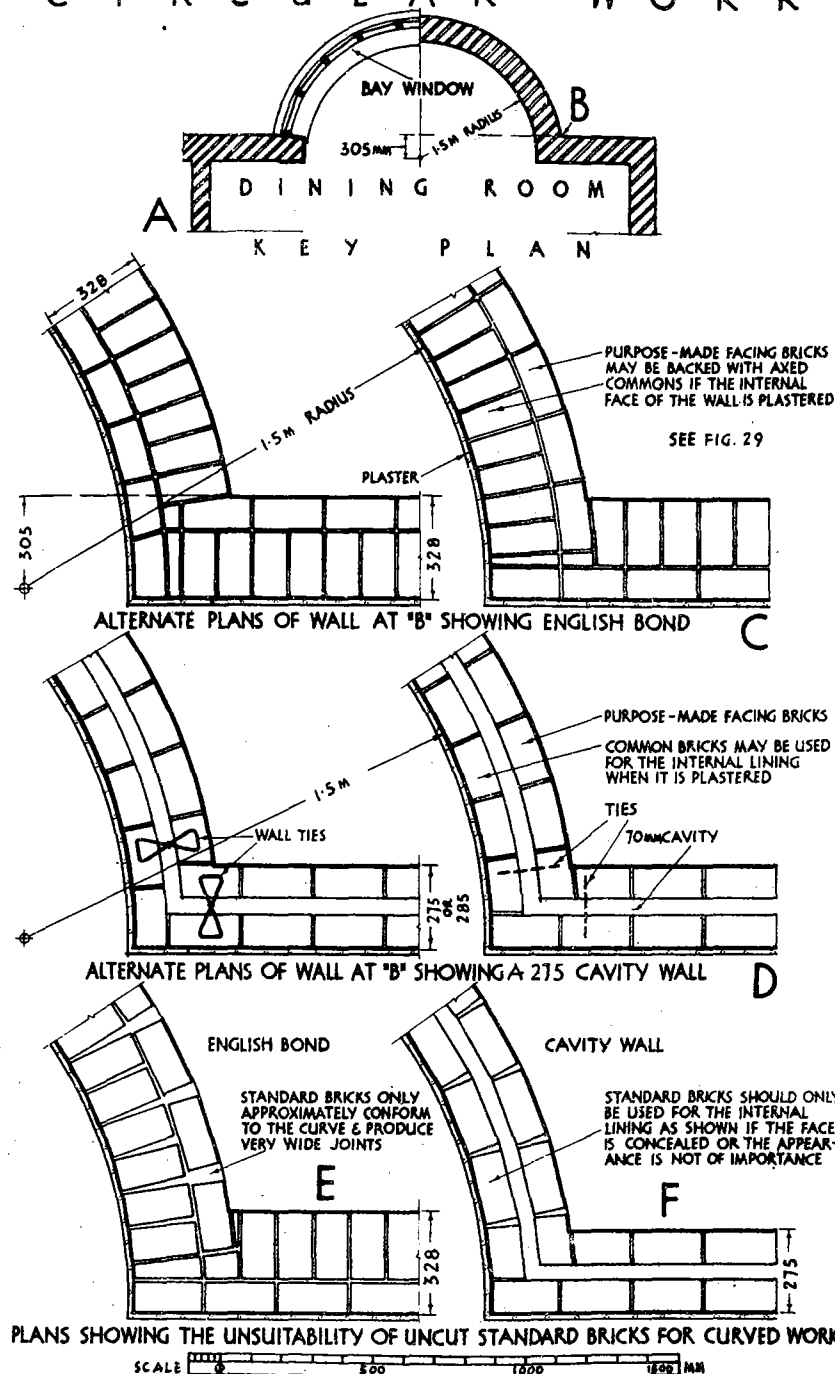 CIRCULAR WORK
BAY WINDOW
B
305MM
1·5M RADIUS
DINING ROOM
A
KEY PLAN
328
1·5M RADIUS
PURPOSE-MADE FACING BRICKS
MAY BE BACKED WITH AXED
COMMONS IF THE INTERNAL
FACE OF THE WALL IS PLASTERED
SEE FIG. 29
PLASTER
305
328
ALTERNATE PLANS OF WALL AT "B" SHOWING ENGLISH BOND
C
1·5M
PURPOSE-MADE FACING BRICKS
COMMON BRICKS MAY BE USED
FOR THE INTERNAL LINING
WHEN IT IS PLASTERED
WALL TIES
TIES
70MM CAVITY
275
OR
285
ALTERNATE PLANS OF WALL AT "B" SHOWING A 275 CAVITY WALL
D
ENGLISH BOND
STANDARD BRICKS ONLY
APPROXIMATELY CONFORM
TO THE CURVE & PRODUCE
VERY WIDE JOINTS
E
328
CAVITY WALL
STANDARD BRICKS SHOULD ONLY
BE USED FOR THE INTERNAL
LINING AS SHOWN IF THE FACE
IS CONCEALED OR THE APPEAR-
ANCE IS NOT OF IMPORTANCE
F
275
PLANS SHOWING THE UNSUITABILITY OF UNCUT STANDARD BRICKS FOR CURVED WORK
SCALE 0 500 1000 1500 MM